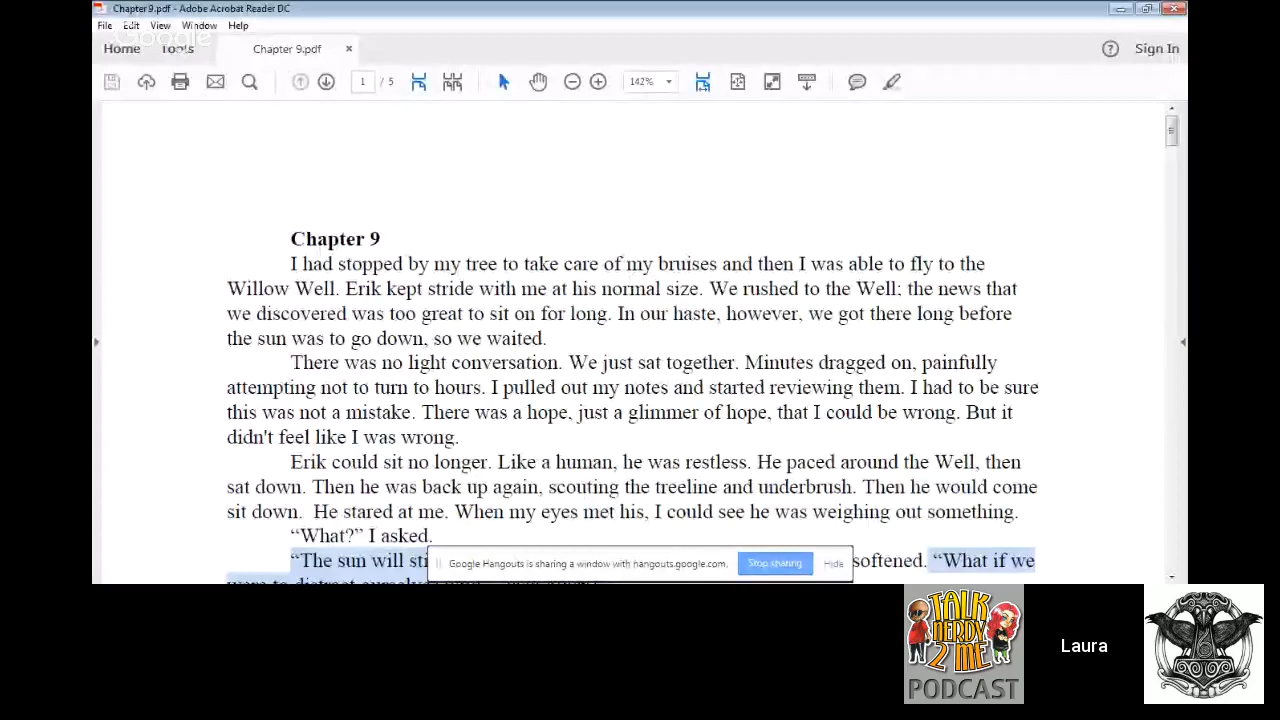 Chapter 9.pdf - Adobe Acrobat Reader DC
File Edit View Window Help
Google
Home Tools Chapter 9.pdf ×
? Sign In
1 / 5 142%
Chapter 9
I had stopped by my tree to take care of my bruises and then I was able to fly to the
Willow Well. Erik kept stride with me at his normal size. We rushed to the Well; the news that
we discovered was too great to sit on for long. In our haste, however, we got there long before
the sun was to go down, so we waited.
There was no light conversation. We just sat together. Minutes dragged on, painfully
attempting not to turn to hours. I pulled out my notes and started reviewing them. I had to be sure
this was not a mistake. There was a hope, just a glimmer of hope, that I could be wrong. But it
didn't feel like I was wrong.
Erik could sit no longer. Like a human, he was restless. He paced around the Well, then
sat down. Then he was back up again, scouting the treeline and underbrush. Then he would come
sit down. He stared at me. When my eyes met his, I could see he was weighing out something.
“What?” I asked.
“The sun will softened. “What if we
were to distract
Google Hangouts is sharing a window with hangouts.google.com. Stop sharing Hide
TALK
NERDY
2 ME
PODCAST
Laura